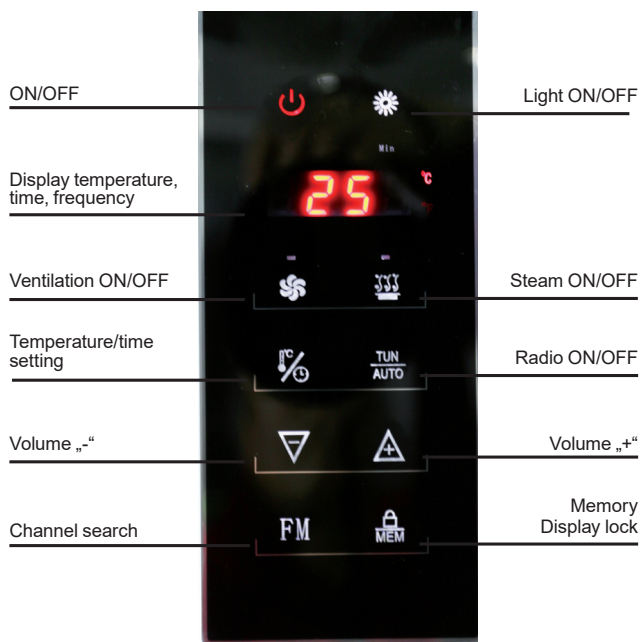 ON/OFF
Light ON/OFF
Min
Display temperature,
time, frequency
25
°C
°F
Ventilation ON/OFF
Steam ON/OFF
Temperature/time
setting
°C
TUN
AUTO
Radio ON/OFF
Volume „-“
Volume „+“
Channel search
FM
MEM
Memory
Display lock